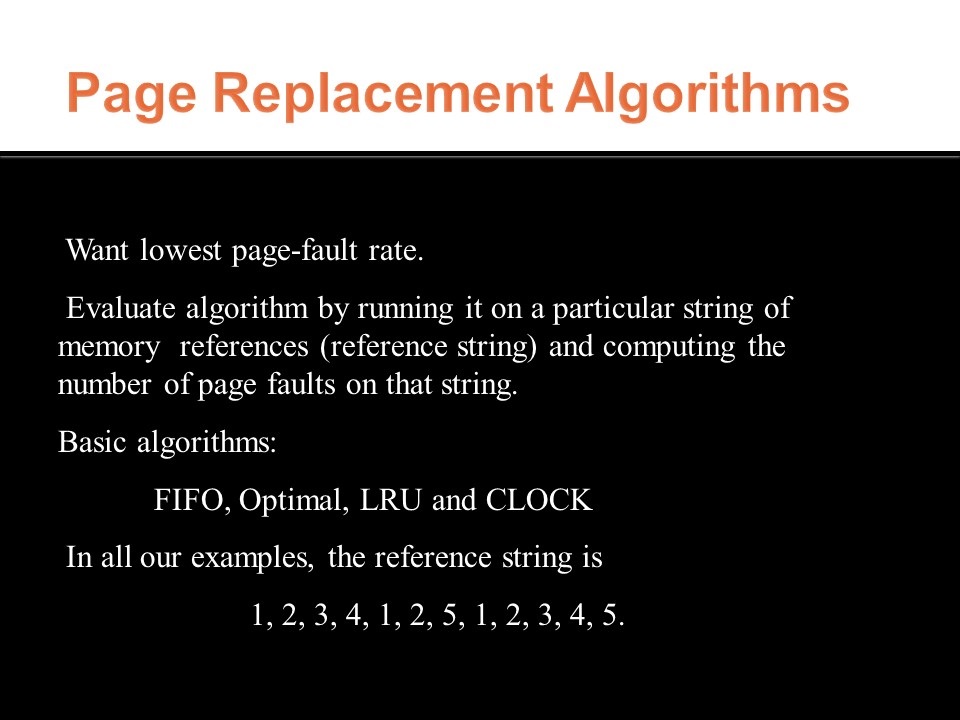 Page Replacement Algorithms
Want lowest page-fault rate.
Evaluate algorithm by running it on a particular string of
memory references (reference string) and computing the
number of page faults on that string.
Basic algorithms:
FIFO, Optimal, LRU and CLOCK
In all our examples, the reference string is
1, 2, 3, 4, 1, 2, 5, 1, 2, 3, 4, 5.